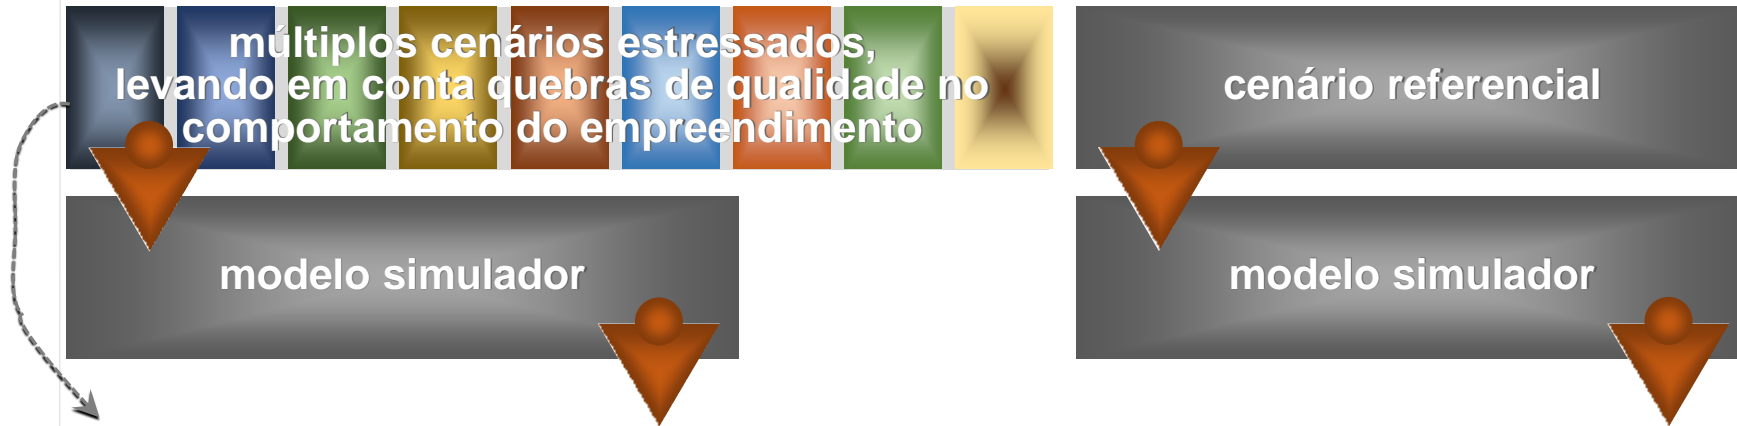 múltiplos cenários estressados,
levando em conta quebras de qualidade no
comportamento do empreendimento
cenário referencial
modelo simulador
modelo simulador